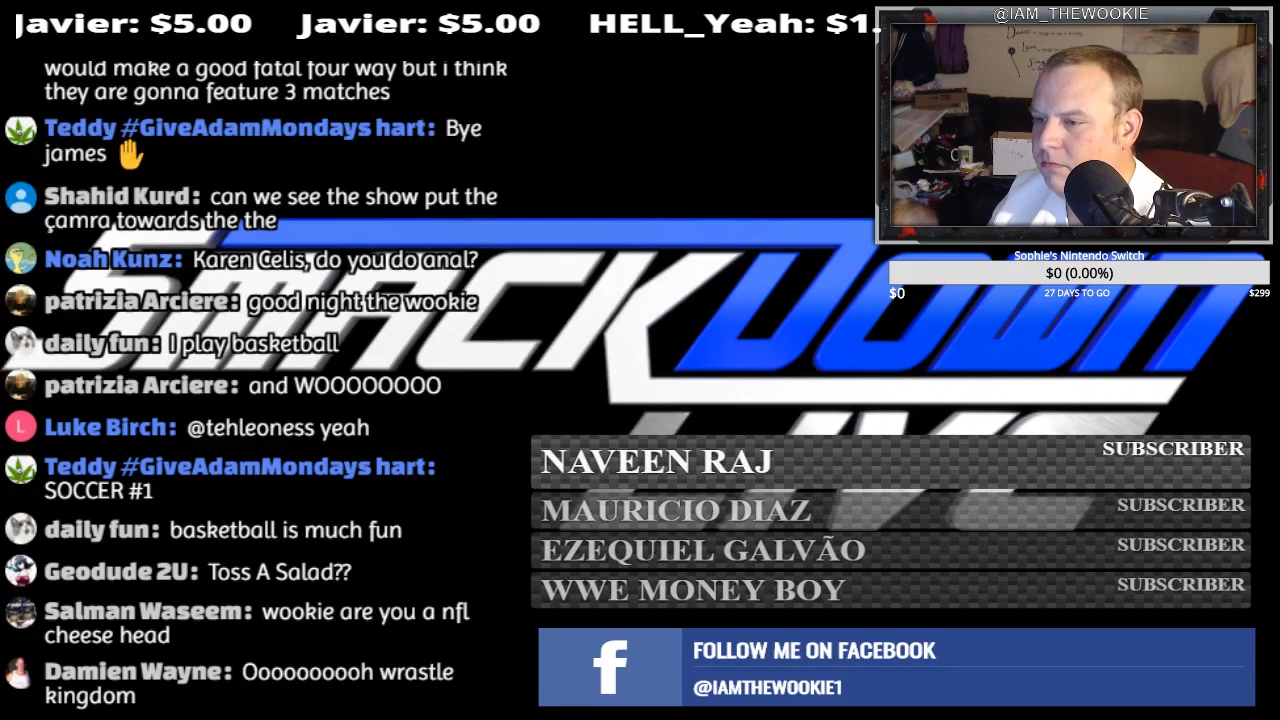 Javier: $5.00 Javier: $5.00 HELL_Yeah: $1.
@IAM_THEWOOKIE
would make a good fatal four way but i think
they are gonna feature 3 matches
Teddy #GiveAdamMondays hart: Bye
james
Shahid Kurd: can we see the show put the
çamra towards the the
Noah Kunz: Karen Celis, do you do anal?
patrizia Arciere: good night the wookie
daily fun: I play basketball
patrizia Arciere: and WOOOOOOOO
Luke Birch: @tehleoness yeah
Teddy #GiveAdamMondays hart:
SOCCER #1
daily fun: basketball is much fun
Geodude 2U: Toss A Salad??
Salman Waseem: wookie are you a nfl
cheese head
Damien Wayne: Oooooooooh wrastle
kingdom
Sophie's Nintendo Switch
$0 (0.00%)
$0 27 DAYS TO GO $299
SMACKDOWN
LIVE
NAVEEN RAJ SUBSCRIBER
MAURICIO DIAZ SUBSCRIBER
EZEQUIEL GALVÃO SUBSCRIBER
WWE MONEY BOY SUBSCRIBER
f
FOLLOW ME ON FACEBOOK
@IAMTHEWOOKIE1